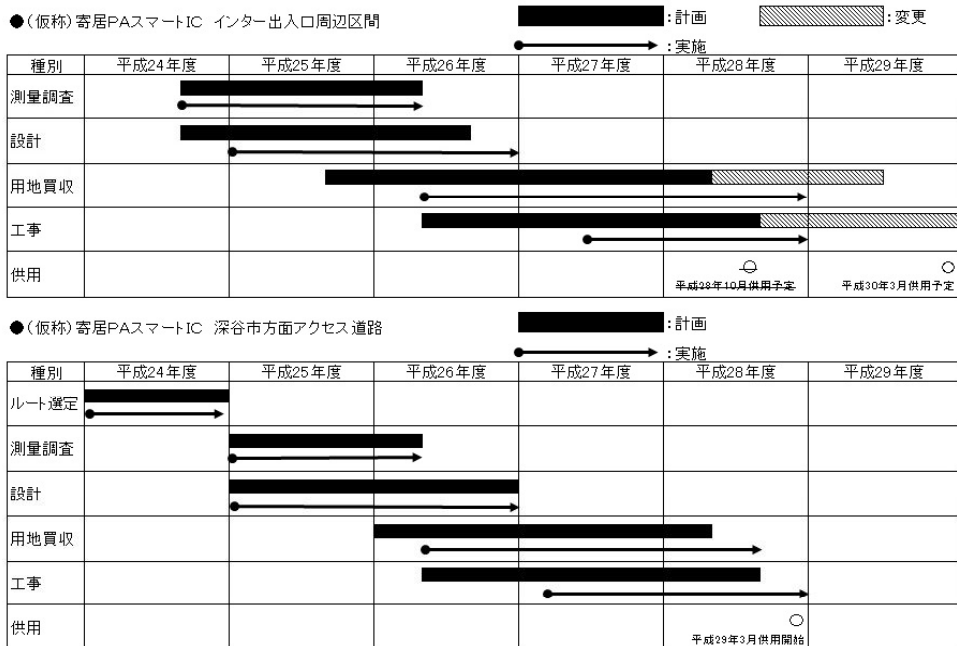 ●(仮称)寄居PAスマートIC インター出入口周辺区間
:計画
:変更
:実施
種別 平成24年度 平成25年度 平成26年度 平成27年度 平成28年度 平成29年度
測量調査
設計
用地買収
工事
供用
平成28年10月供用予定 平成30年3月供用予定
●(仮称)寄居PAスマートIC 深谷市方面アクセス道路
:計画
:実施
種別 平成24年度 平成25年度 平成26年度 平成27年度 平成28年度 平成29年度
ルート選定
測量調査
設計
用地買収
工事
供用
平成29年3月供用開始